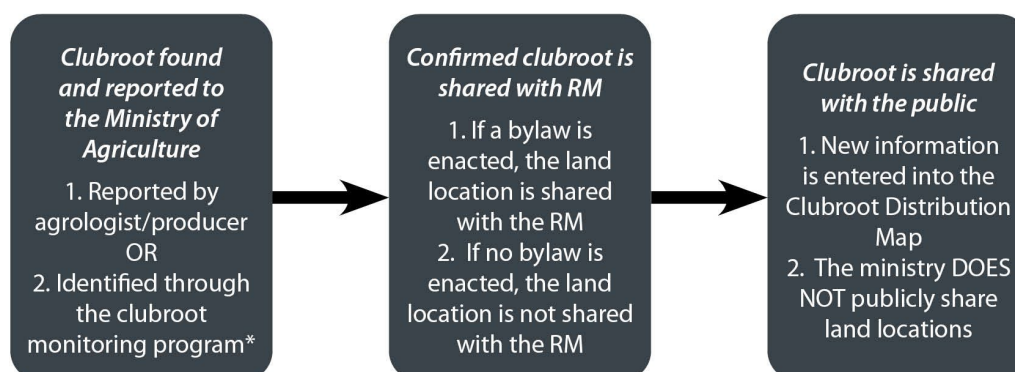 Clubroot found
and reported to
the Ministry of
Agriculture
1. Reported by
agrologist/producer
OR
2. Identified through
the clubroot
monitoring program*
Confirmed clubroot is
shared with RM
1. If a bylaw is
enacted, the land
location is shared
with the RM
2. If no bylaw is
enacted, the land
location is not shared
with the RM
Clubroot is shared
with the public
1. New information
is entered into the
Clubroot Distribution
Map
2. The ministry DOES
NOT publicly share
land locations